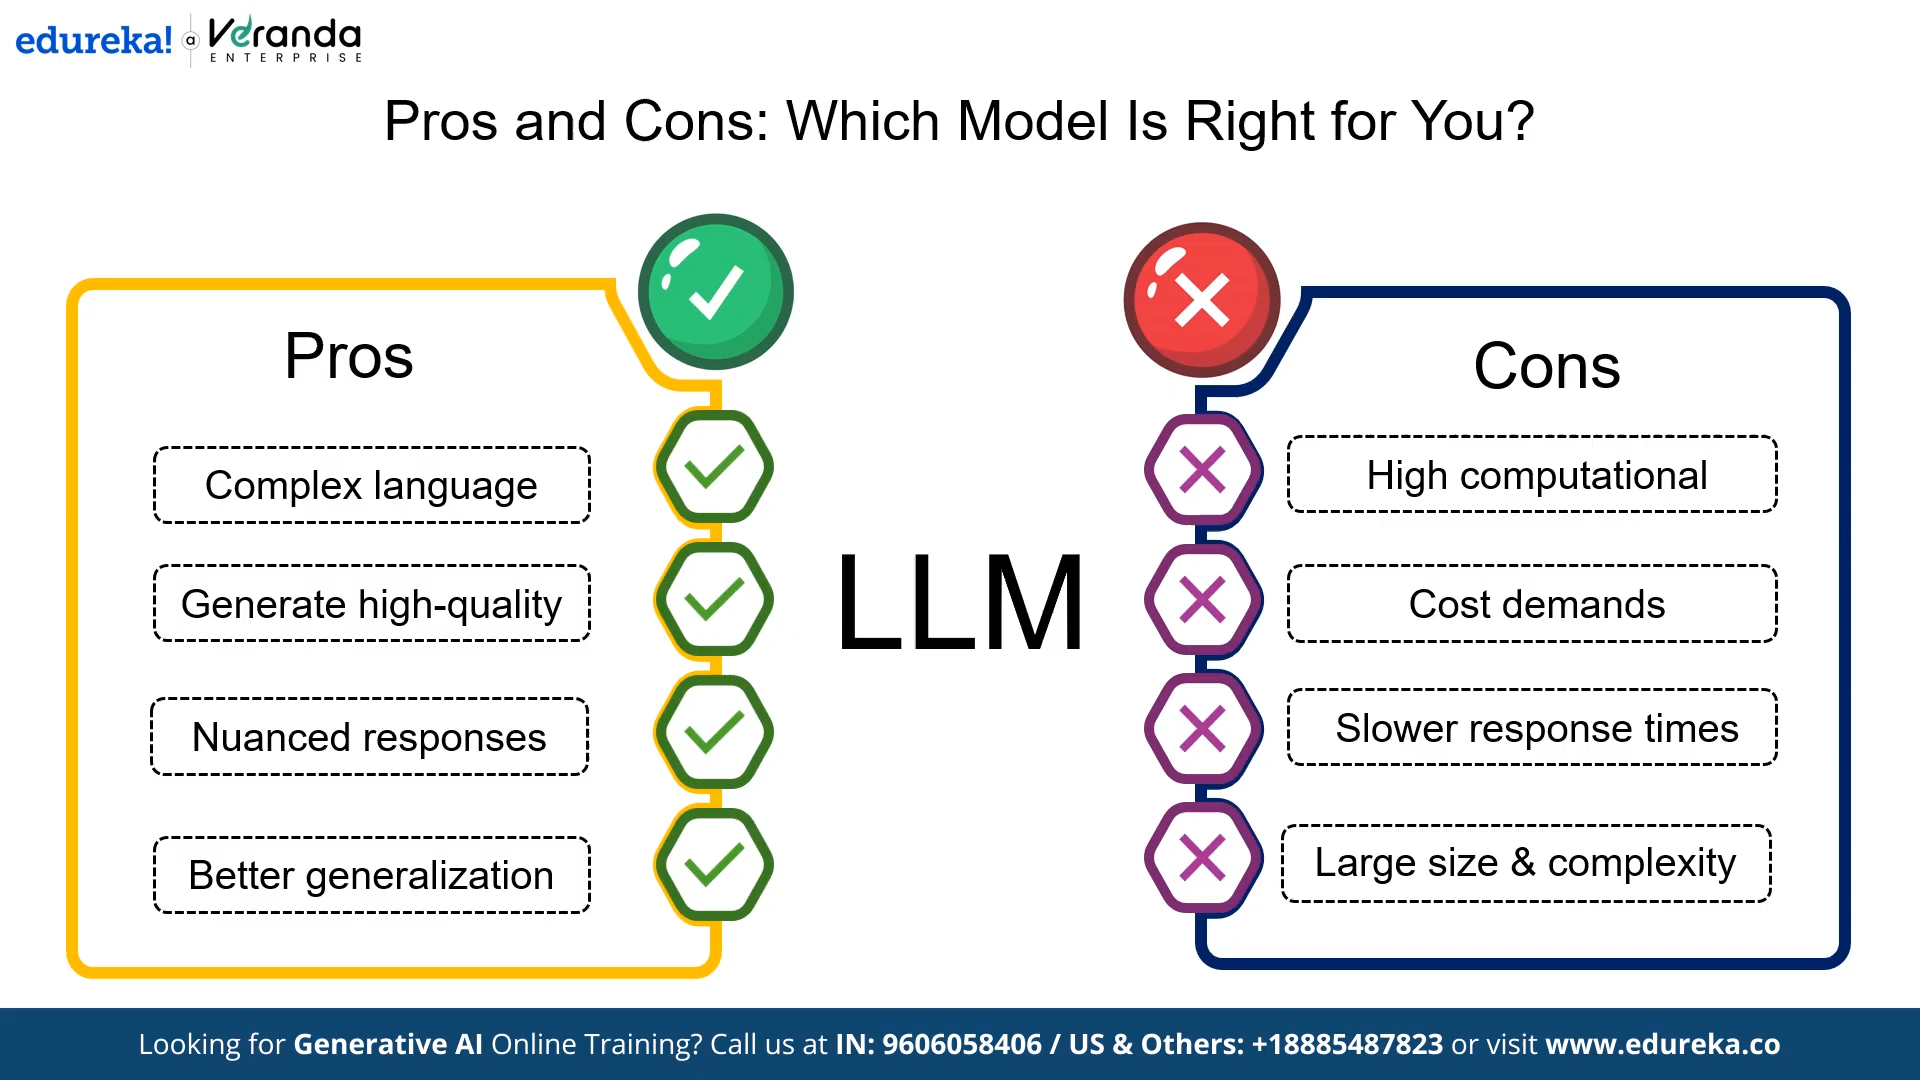 edureka! a Veranda
ENTERPRISE
Pros and Cons: Which Model Is Right for You?
Pros
Complex language
Generate high-quality
Nuanced responses
Better generalization
LLM
Cons
High computational
Cost demands
Slower response times
Large size & complexity
Looking for Generative AI Online Training? Call us at IN: 9606058406 / US & Others: +18885487823 or visit www.edureka.co